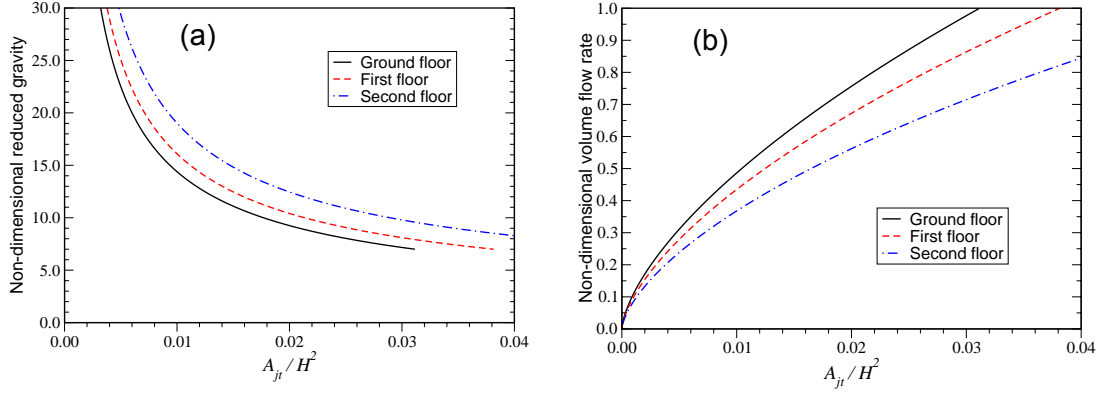 (a)
Non-dimensional reduced gravity
30.0
25.0
20.0
15.0
10.0
5.0
0.0
Ground floor
First floor
Second floor
0.00 0.01 0.02 0.03 0.04
A_jt / H^2
(b)
Non-dimensional volume flow rate
1.0
0.9
0.8
0.7
0.6
0.5
0.4
0.3
0.2
0.1
0.0
Ground floor
First floor
Second floor
0.00 0.01 0.02 0.03 0.04
A_jt / H^2